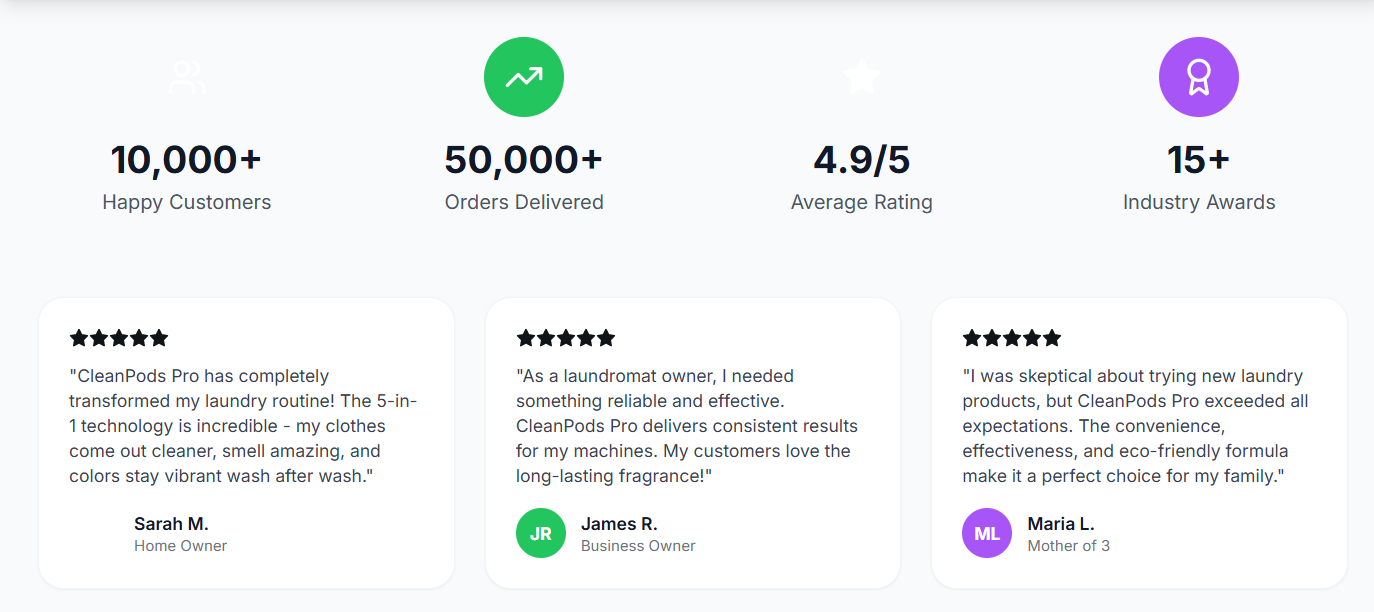 10,000+
50,000+
4.9/5
15+
Happy Customers
Orders Delivered
Average Rating
Industry Awards
"CleanPods Pro has completely
transformed my laundry routine! The 5-in-
1 technology is incredible - my clothes
come out cleaner, smell amazing, and
colors stay vibrant wash after wash."
Sarah M.
Home Owner
"As a laundromat owner, I needed
something reliable and effective.
CleanPods Pro delivers consistent results
for my machines. My customers love the
long-lasting fragrance!"
JR
James R.
Business Owner
"I was skeptical about trying new laundry
products, but CleanPods Pro exceeded all
expectations. The convenience,
effectiveness, and eco-friendly formula
make it a perfect choice for my family."
ML
Maria L.
Mother of 3